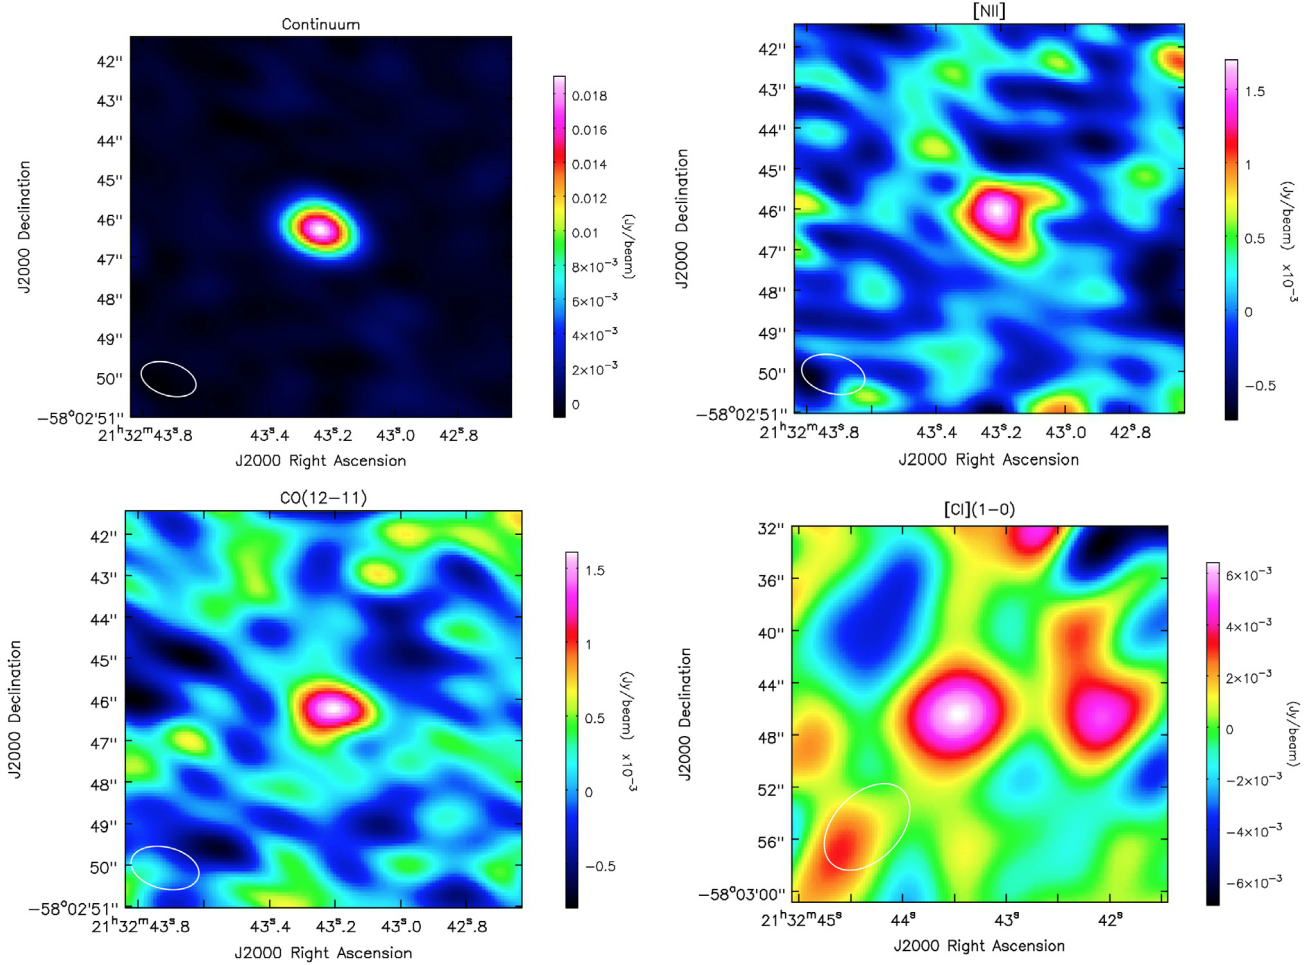 Continuum
42"
43"
44"
45"
46"
47"
48"
49"
50"
−58°02'51"
21ʰ32ᵐ43ˢ.8
43ˢ.4
43ˢ.2
43ˢ.0
42ˢ.8
J2000 Right Ascension
J2000 Declination
0.018
0.016
0.014
0.012
0.01
8×10⁻³
6×10⁻³
4×10⁻³
2×10⁻³
0
(Jy/beam)
[NII]
42"
43"
44"
45"
46"
47"
48"
49"
50"
−58°02'51"
21ʰ32ᵐ43ˢ.8
43ˢ.4
43ˢ.2
43ˢ.0
42ˢ.8
J2000 Right Ascension
J2000 Declination
1.5
1
0.5
0
−0.5
(Jy/beam) ×10⁻³
CO(12−11)
42"
43"
44"
45"
46"
47"
48"
49"
50"
−58°02'51"
21ʰ32ᵐ43ˢ.8
43ˢ.4
43ˢ.2
43ˢ.0
42ˢ.8
J2000 Right Ascension
J2000 Declination
1.5
1
0.5
0
−0.5
(Jy/beam) ×10⁻³
[CI](1−0)
32"
36"
40"
44"
48"
52"
56"
−58°03'00"
21ʰ32ᵐ45ˢ
44ˢ
43ˢ
42ˢ
J2000 Right Ascension
J2000 Declination
6×10⁻³
4×10⁻³
2×10⁻³
0
−2×10⁻³
−4×10⁻³
−6×10⁻³
(Jy/beam)